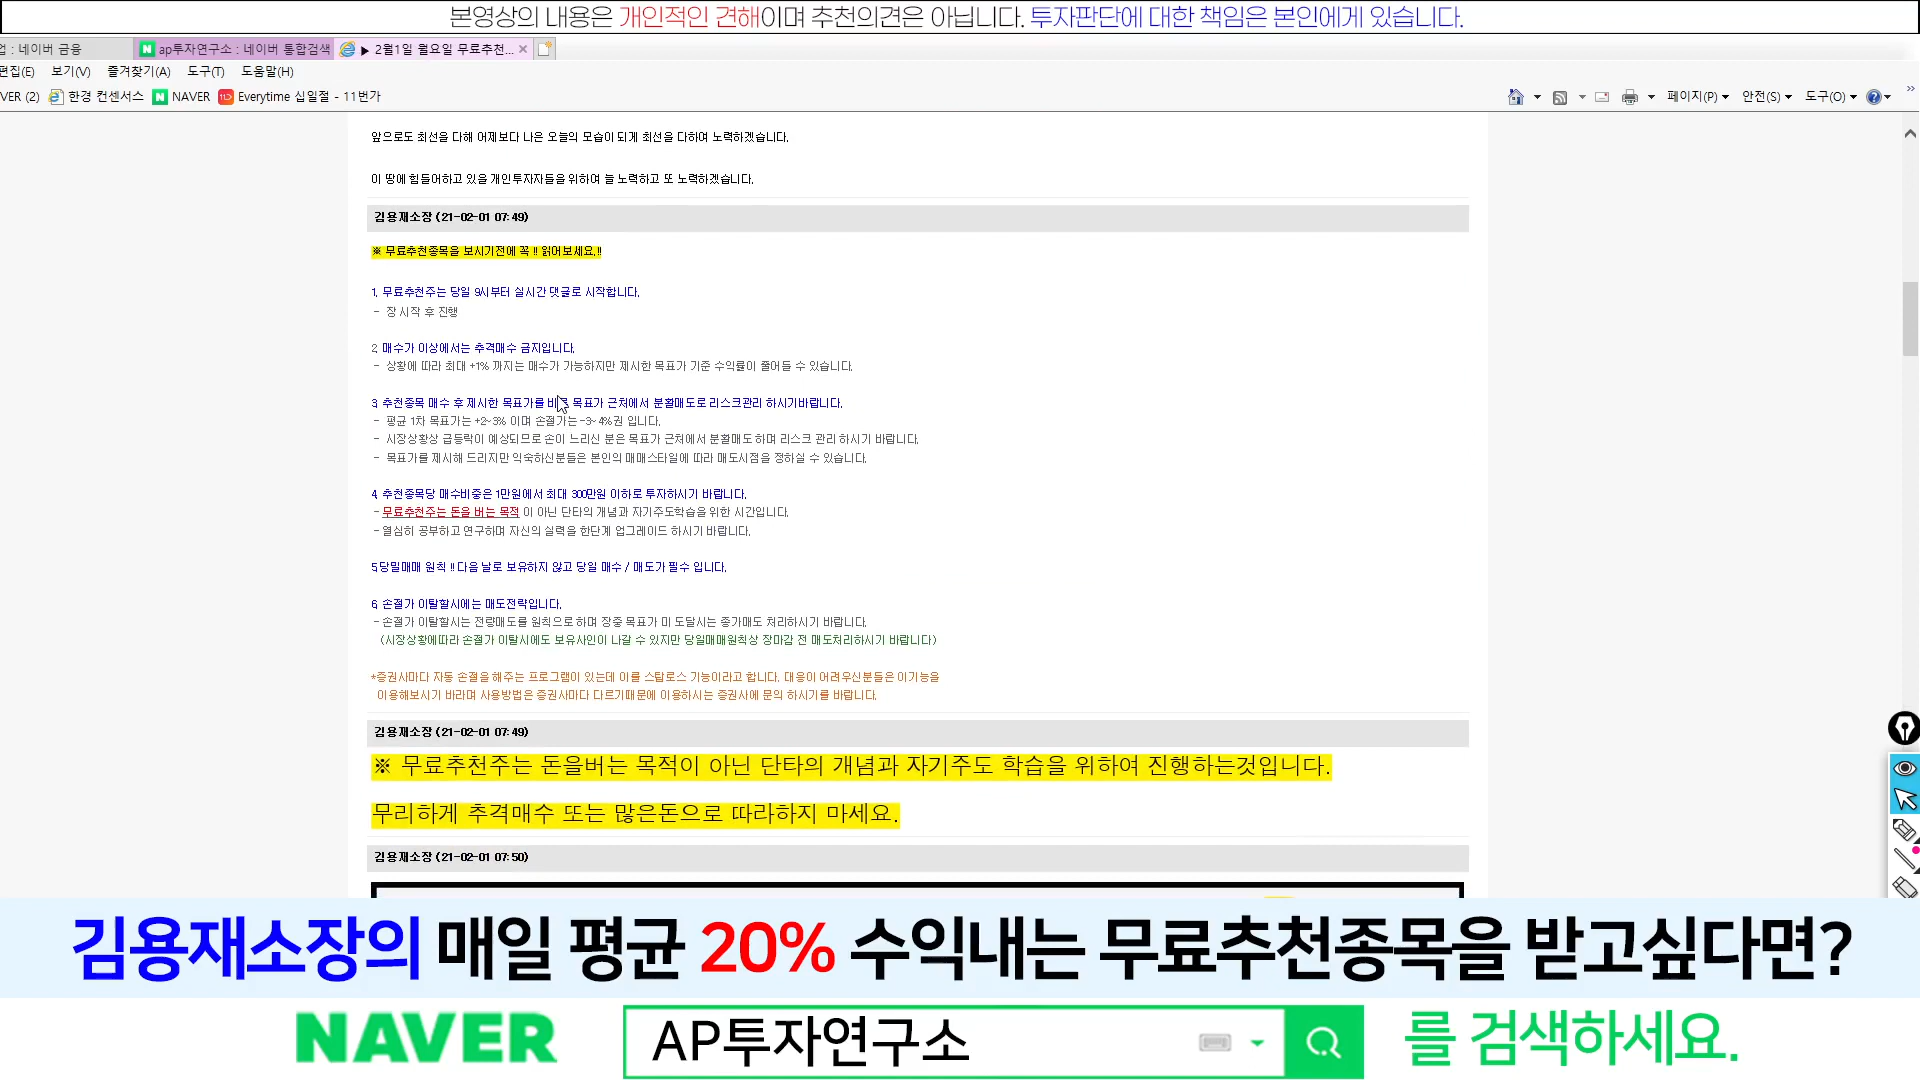 본영상의 내용은 개인적인 견해이며 추천의견은 아닙니다. 투자판단에 대한 책임은 본인에게 있습니다.
: 네이버 금융
ap투자연구소 : 네이버 통합검색
▶ 2월1일 월요일 무료추천...
편집(E) 보기(V) 즐겨찾기(A) 도구(T) 도움말(H)
VER (2) 한경 컨센서스 NAVER Everytime 십일절 - 11번가
페이지(P) 안전(S) 도구(O)
앞으로도 최선을 다해 어제보다 나은 오늘의 모습이 되게 최선을 다하여 노력하겠습니다.
이 땅에 힘들어하고 있을 개인투자자들을 위하여 늘 노력하고 또 노력하겠습니다.
김용재소장 (21-02-01 07:49)
※ 무료추천종목을 보시기전에 꼭 !! 읽어보세요.!!
1. 무료추천주는 당일 9시부터 실시간 댓글로 시작합니다.
- 장 시작 후 진행
2. 매수가 이상에서는 추격매수 금지입니다.
- 상황에 따라 최대 +1% 까지는 매수가 가능하지만 제시한 목표가 기준 수익률이 줄어들 수 있습니다.
3. 추천종목 매수 후 제시한 목표가를 목표가 근처에서 분할매도로 리스크관리 하시기바랍니다.
- 평균 1차 목표가는 +2~3% 이며 손절가는 -3~4%권 입니다.
- 시장상황상 급등락이 예상되므로 손이 느리신 분은 목표가 근처에서 분할매도 하며 리스크 관리 하시기 바랍니다.
- 목표가를 제시해 드리지만 익숙하신분들은 본인의 매매스타일에 따라 매도시점을 정하실 수 있습니다.
4. 추천종목당 매수비중은 1만원에서 최대 300만원 이하로 투자하시기 바랍니다.
- 무료추천주는 돈을 버는 목적 이 아닌 단타의 개념과 자기주도학습을 위한 시간입니다.
- 열심히 공부하고 연구하며 자신의 실력을 한단계 업그레이드 하시기 바랍니다.
5.당일매매 원칙 !! 다음 날로 보유하지 않고 당일 매수 / 매도가 필수 입니다.
6. 손절가 이탈할시에는 매도전략입니다.
- 손절가 이탈할시는 전량매도를 원칙으로 하며 장중 목표가 미 도달시는 종가매도 처리하시기 바랍니다.
(시장상황에따라 손절가 이탈시에도 보유사인이 나갈 수 있지만 당일매매원칙상 장마감 전 매도처리하시기 바랍니다)
*증권사마다 자동 손절을 해주는 프로그램이 있는데 이를 스탑로스 기능이라고 합니다. 대응이 어려우신분들은 이기능을
이용해보시기 바라며 사용방법은 증권사마다 다르기때문에 이용하시는 증권사에 문의 하시기를 바랍니다.
김용재소장 (21-02-01 07:49)
※ 무료추천주는 돈을버는 목적이 아닌 단타의 개념과 자기주도 학습을 위하여 진행하는것입니다.
무리하게 추격매수 또는 많은돈으로 따라하지 마세요.
김용재소장 (21-02-01 07:50)
김용재소장의 매일 평균 20% 수익내는 무료추천종목을 받고싶다면?
NAVER AP투자연구소 를 검색하세요.